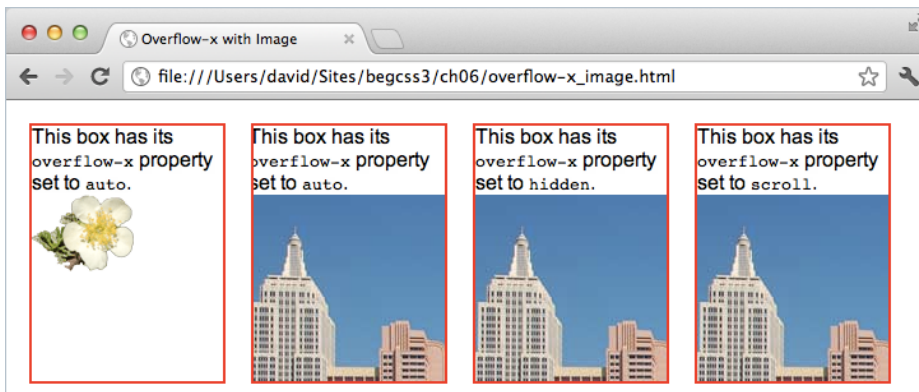 Overflow-x with Image
file:///Users/david/Sites/begcss3/ch06/overflow-x_image.html
This box has its
overflow-x property
set to auto.
This box has its
overflow-x property
set to auto.
This box has its
overflow-x property
set to hidden.
This box has its
overflow-x property
set to scroll.